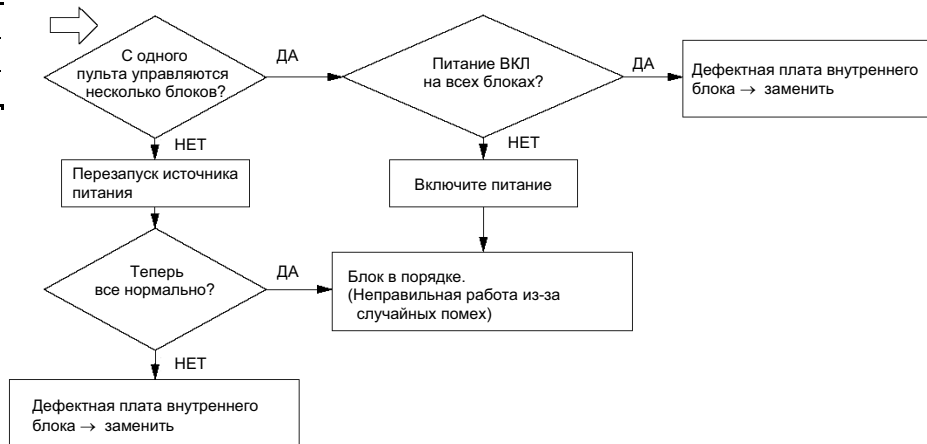 С одного
пульта управляются
несколько блоков?
ДА
Питание ВКЛ
на всех блоках?
ДА
Дефектная плата внутреннего
блока → заменить
НЕТ
НЕТ
Перезапуск источника
питания
Включите питание
Теперь
все нормально?
ДА
Блок в порядке.
(Неправильная работа из-за
случайных помех)
НЕТ
Дефектная плата внутреннего
блока → заменить